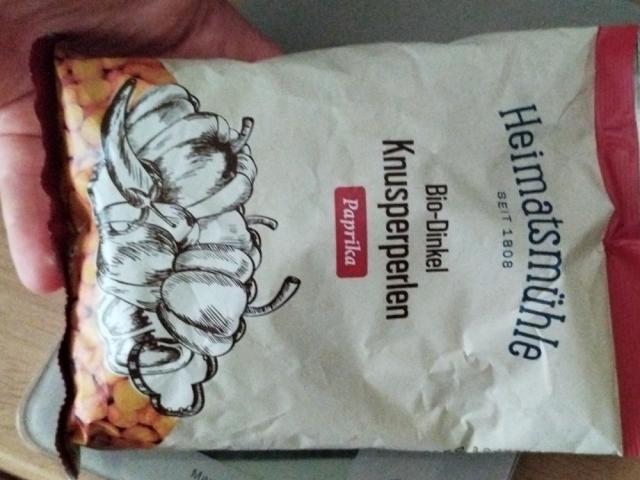 Heimatsmühle
SEIT 1808
Bio-Dinkel
Knusperperlen
Paprika